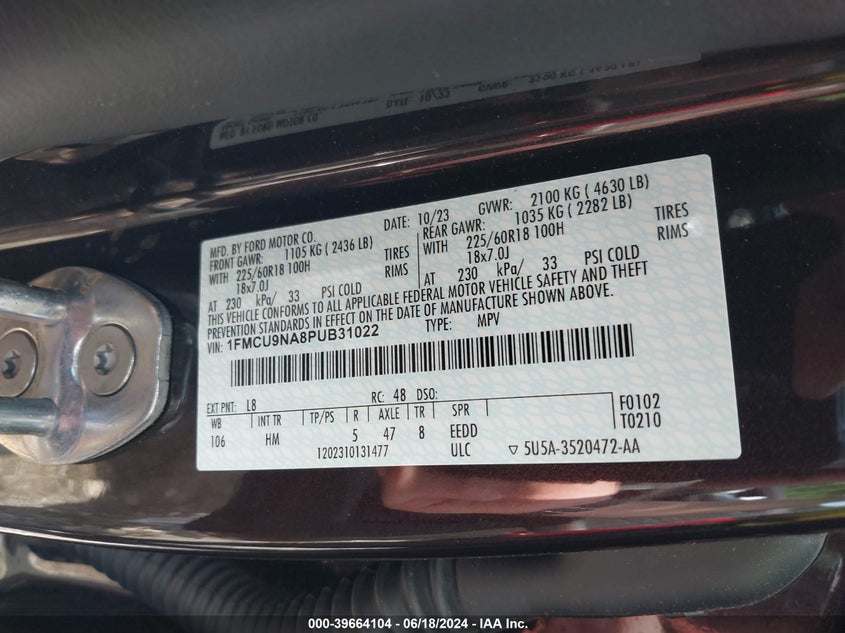 DATE: 10/23 GVWR: 2100 KG ( 4630 LB)
MFD. BY FORD MOTOR CO.
FRONT GAWR: 1105 KG ( 2436 LB) REAR GAWR: 1035 KG ( 2282 LB)
WITH 225/60R18 100H TIRES WITH 225/60R18 100H TIRES
18x7.0J RIMS 18x7.0J RIMS
AT 230 kPa/ 33 PSI COLD AT 230 kPa/ 33 PSI COLD
THIS VEHICLE CONFORMS TO ALL APPLICABLE FEDERAL MOTOR VEHICLE SAFETY AND THEFT
PREVENTION STANDARDS IN EFFECT ON THE DATE OF MANUFACTURE SHOWN ABOVE.
VIN: 1FMCU9NA8PUB31022 TYPE: MPV
EXT PNT: L8 RC: 48 DSO:
WB INT TR TP/PS R AXLE TR SPR F0102
106 HM 5 47 8 EEDD T0210
1202310131477 ULC ▽ 5U5A-3520472-AA
000-39664104 - 06/18/2024 - IAA Inc.